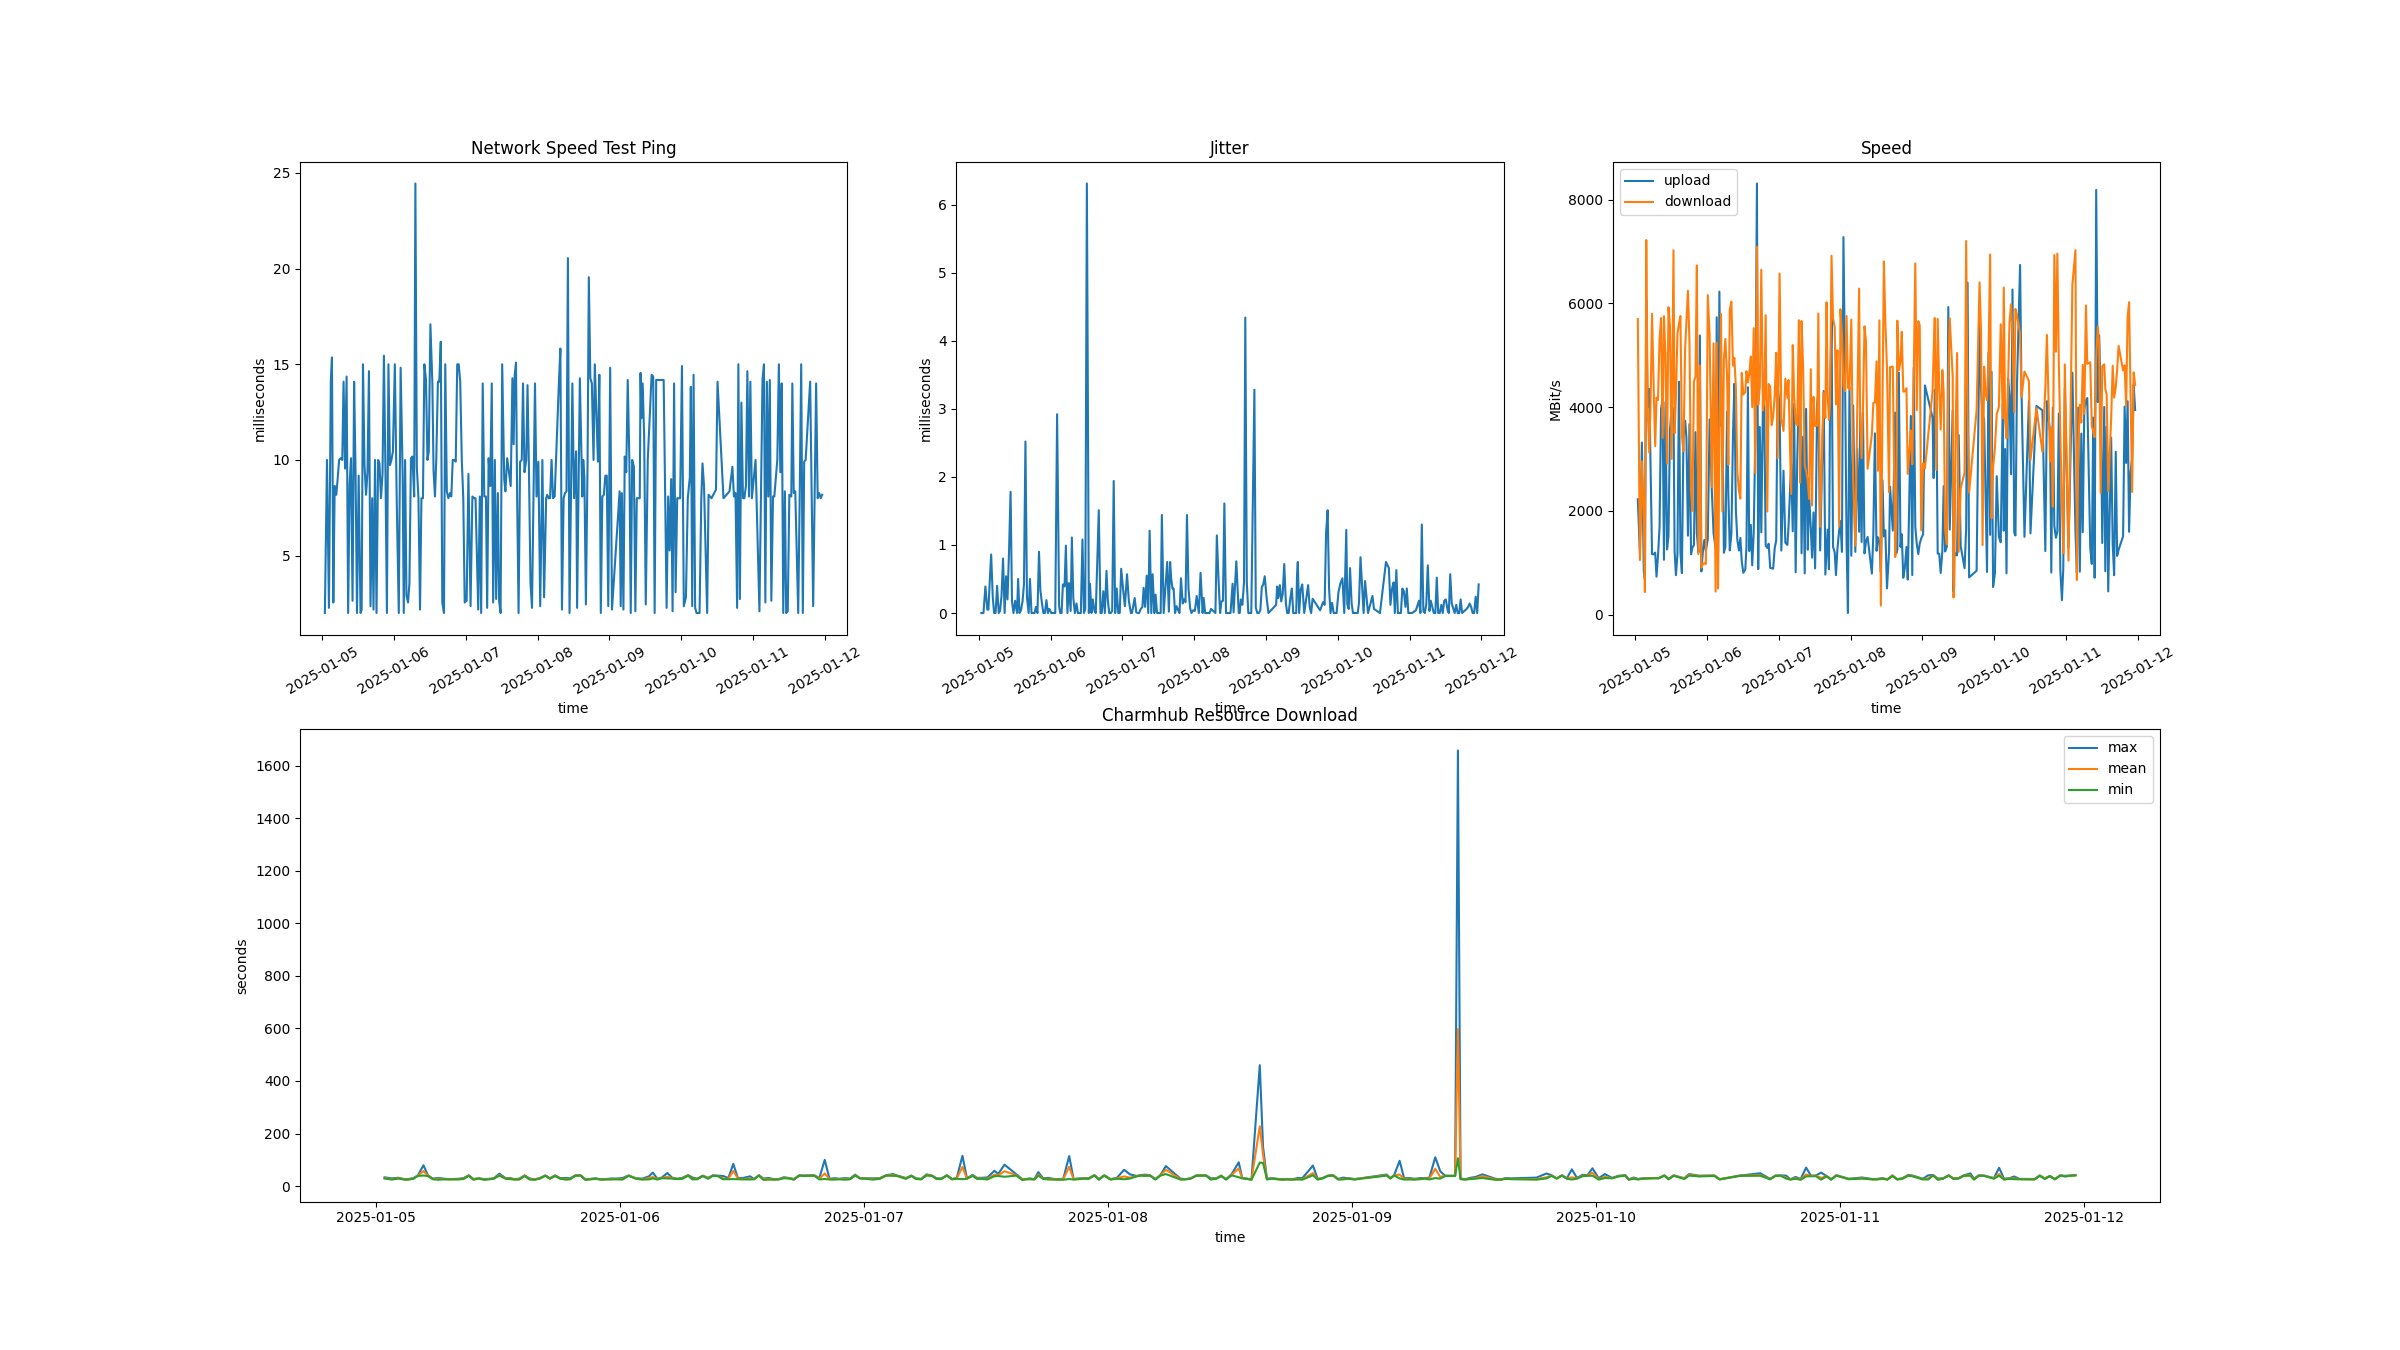 Network Speed Test Ping
25
20
15
10
5
milliseconds
2025-01-05 2025-01-06 2025-01-07 2025-01-08 2025-01-09 2025-01-10 2025-01-11 2025-01-12
time
Jitter
6
5
4
3
2
1
0
milliseconds
2025-01-05 2025-01-06 2025-01-07 2025-01-08 2025-01-09 2025-01-10 2025-01-11 2025-01-12
time
Speed
upload
download
8000
6000
4000
2000
0
MBit/s
2025-01-05 2025-01-06 2025-01-07 2025-01-08 2025-01-09 2025-01-10 2025-01-11 2025-01-12
time
Charmhub Resource Download
max
mean
min
1600
1400
1200
1000
800
600
400
200
0
seconds
2025-01-05 2025-01-06 2025-01-07 2025-01-08 2025-01-09 2025-01-10 2025-01-11 2025-01-12
time